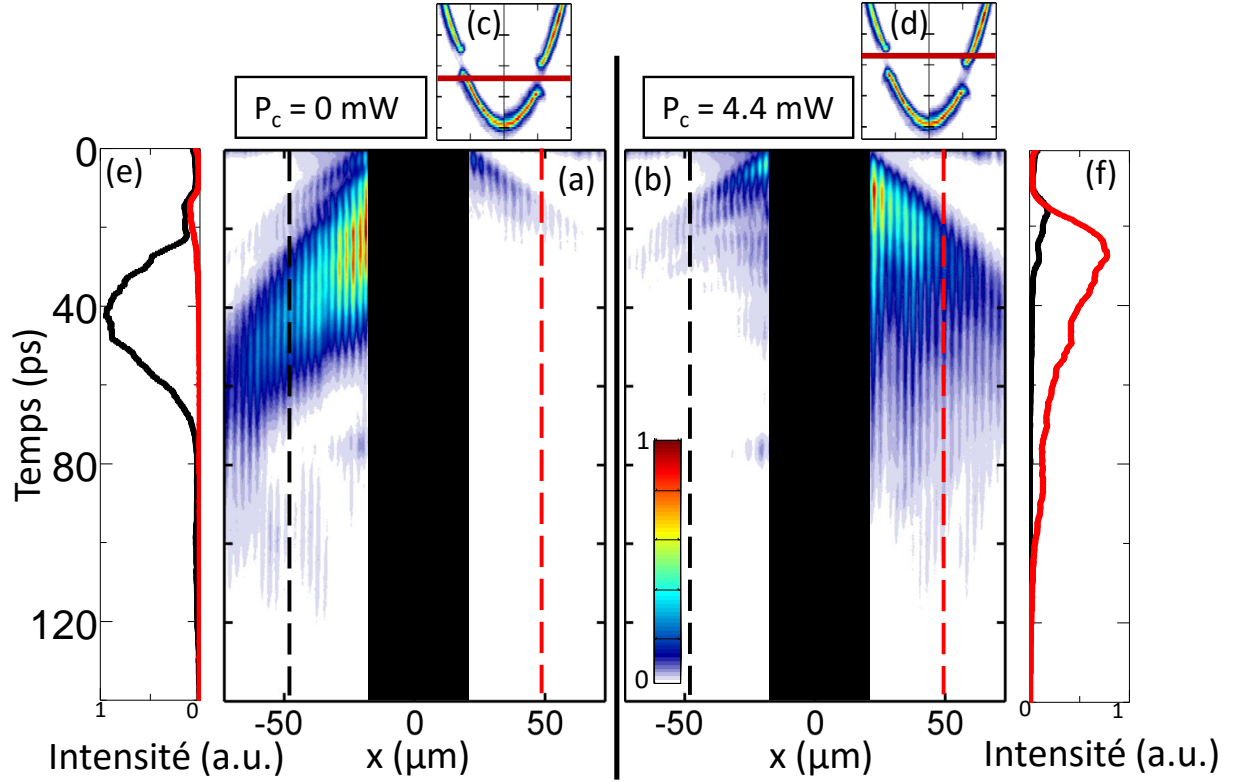 (c)
(d)
P_c = 0 mW
P_c = 4.4 mW
0
40
80
120
Temps (ps)
(e)
(a)
(b)
(f)
1
0
1
0
-50
0
50
-50
0
50
0
1
Intensité (a.u.)
x (μm)
x (μm)
Intensité (a.u.)